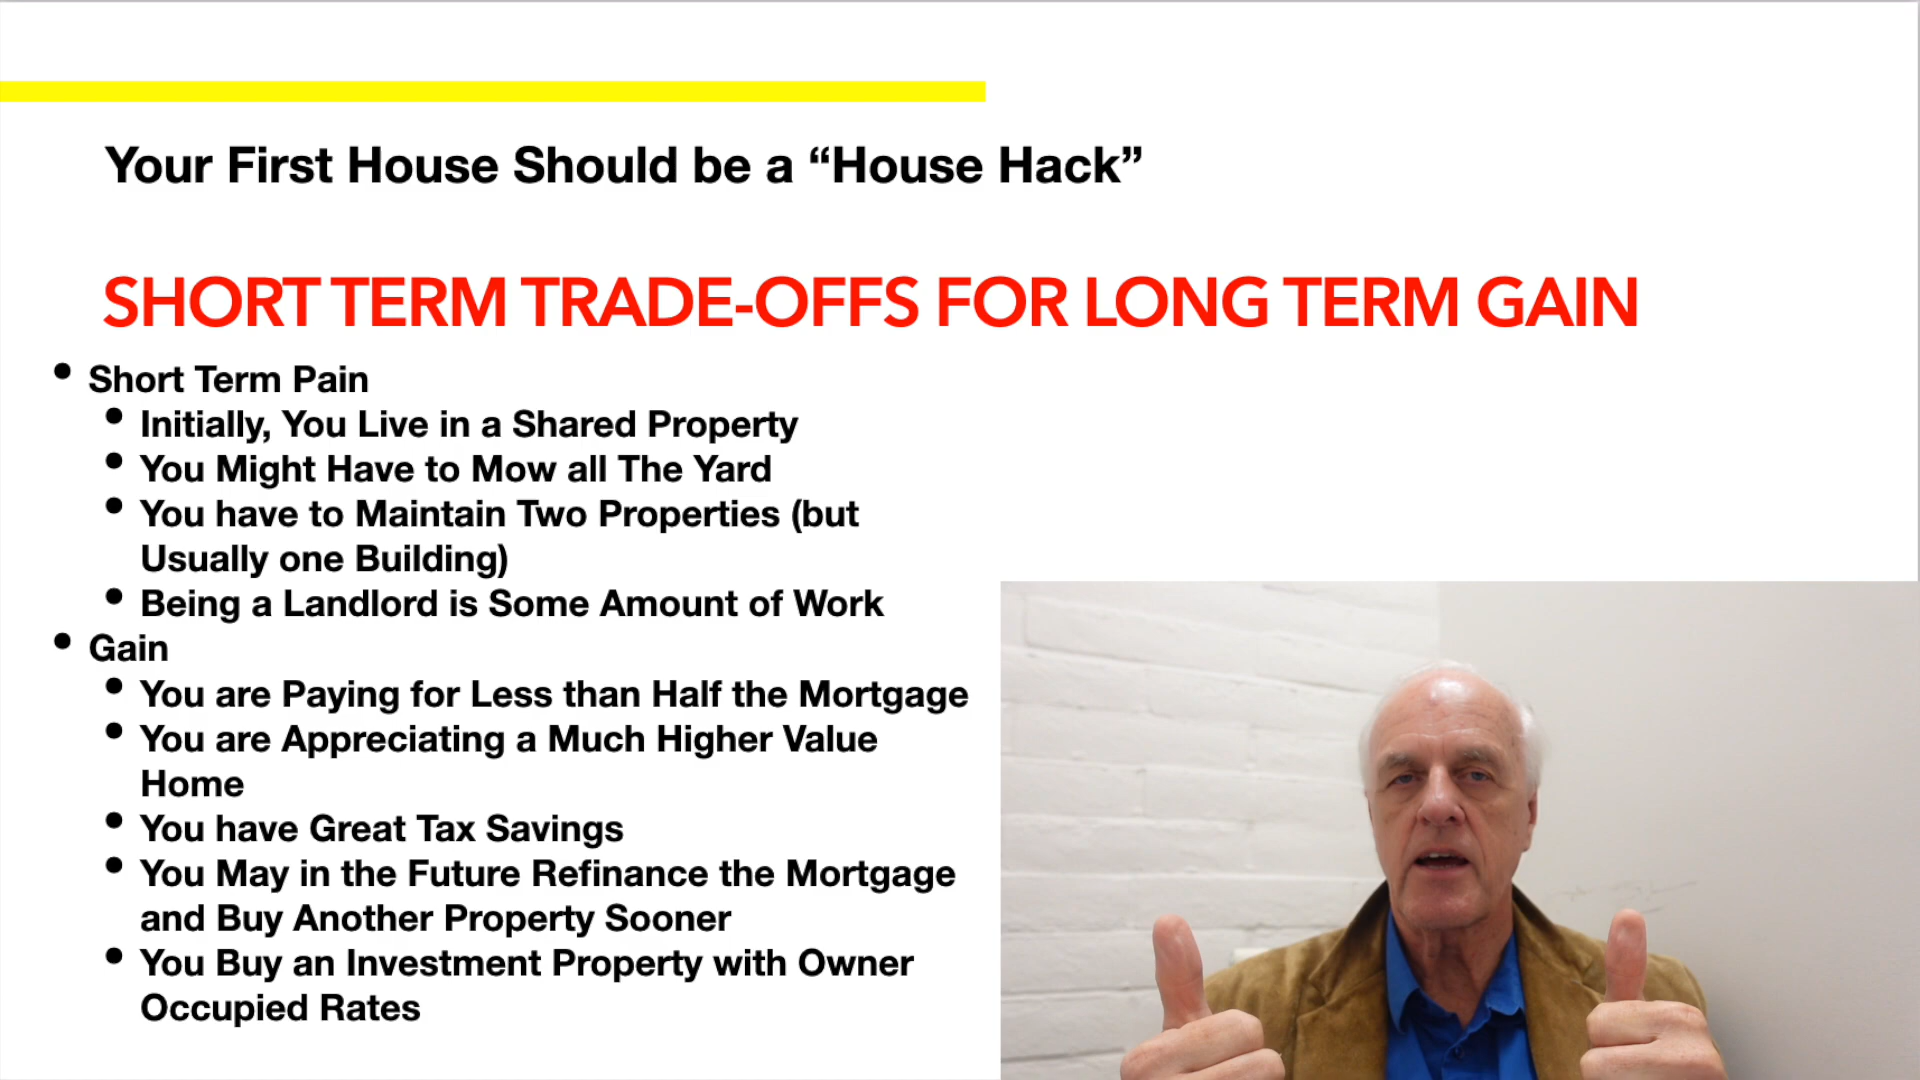 Your First House Should be a “House Hack”
SHORT TERM TRADE-OFFS FOR LONG TERM GAIN
• Short Term Pain
• Initially, You Live in a Shared Property
• You Might Have to Mow all The Yard
• You have to Maintain Two Properties (but
Usually one Building)
• Being a Landlord is Some Amount of Work
• Gain
• You are Paying for Less than Half the Mortgage
• You are Appreciating a Much Higher Value
Home
• You have Great Tax Savings
• You May in the Future Refinance the Mortgage
and Buy Another Property Sooner
• You Buy an Investment Property with Owner
Occupied Rates